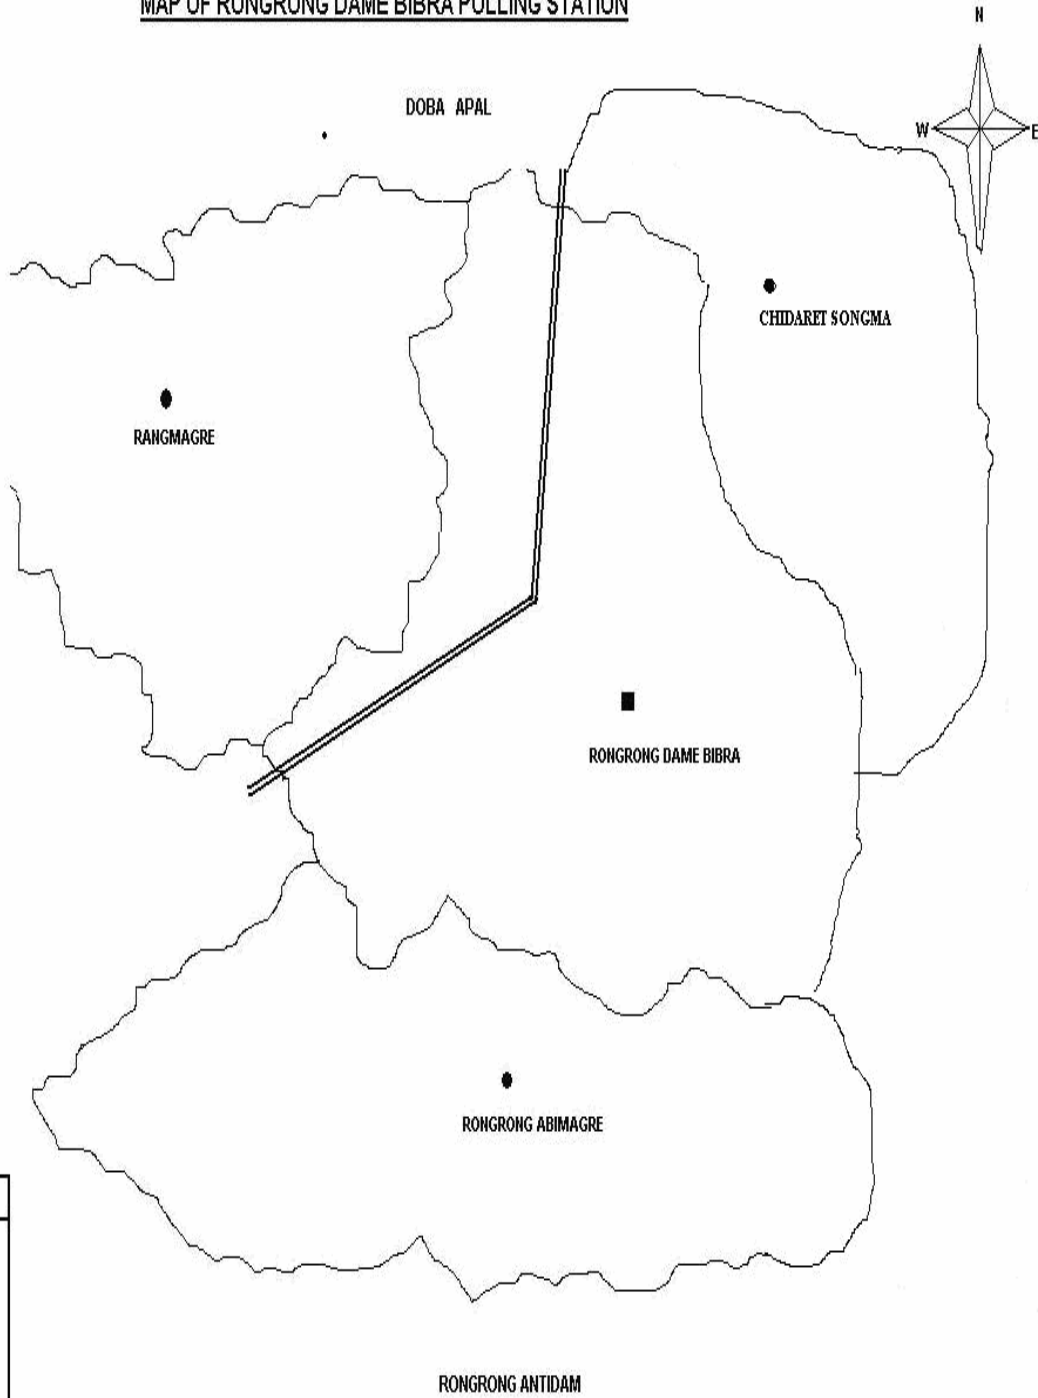 MAP OF RONGRONG DAME BIBRA POLLING STATION
N
DOBA APAL
W E
CHIDARET SONGMA
RANGMAGRE
RONGRONG DAME BIBRA
RONGRONG ABIMAGRE
RONGRONG ANTIDAM